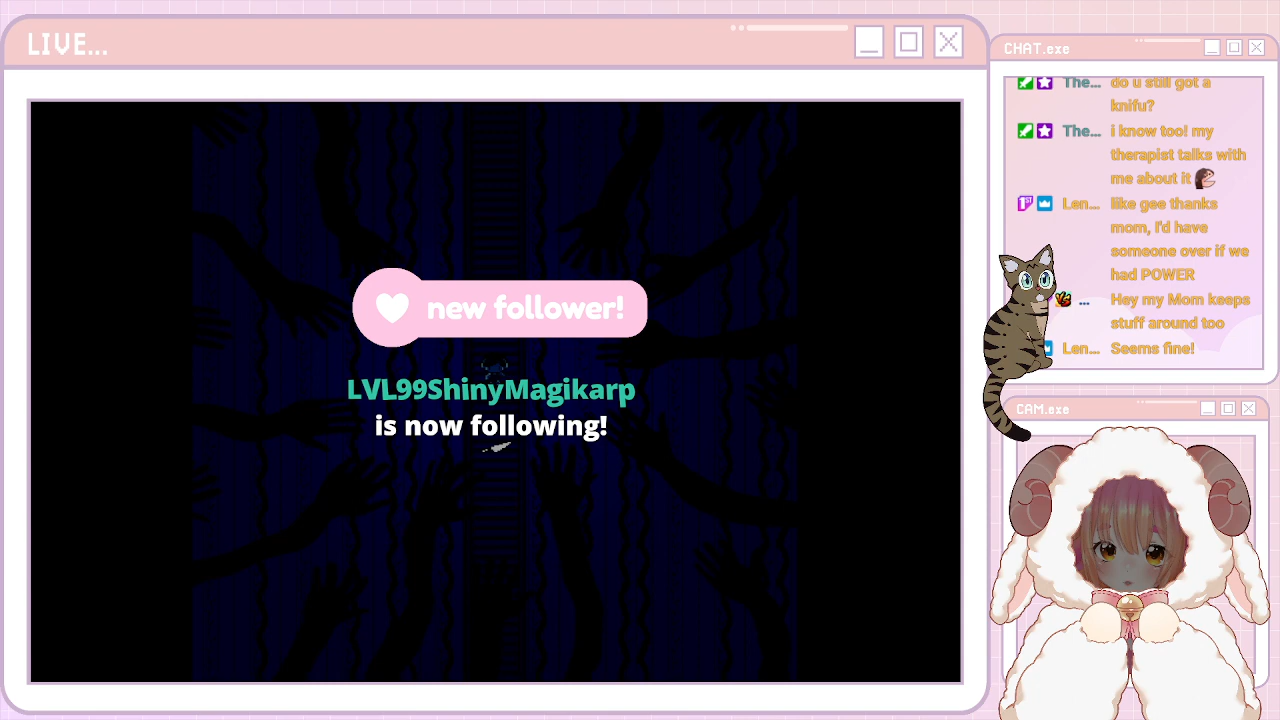 LIVE...
new follower!
LVL99ShinyMagikarp
is now following!
CHAT.exe
The... do u still got a
knifu?
The... i know too! my
therapist talks with
me about it
Len... like gee thanks
mom, I'd have
someone over if we
had POWER
... Hey my Mom keeps
stuff around too
Len... Seems fine!
CAM.exe